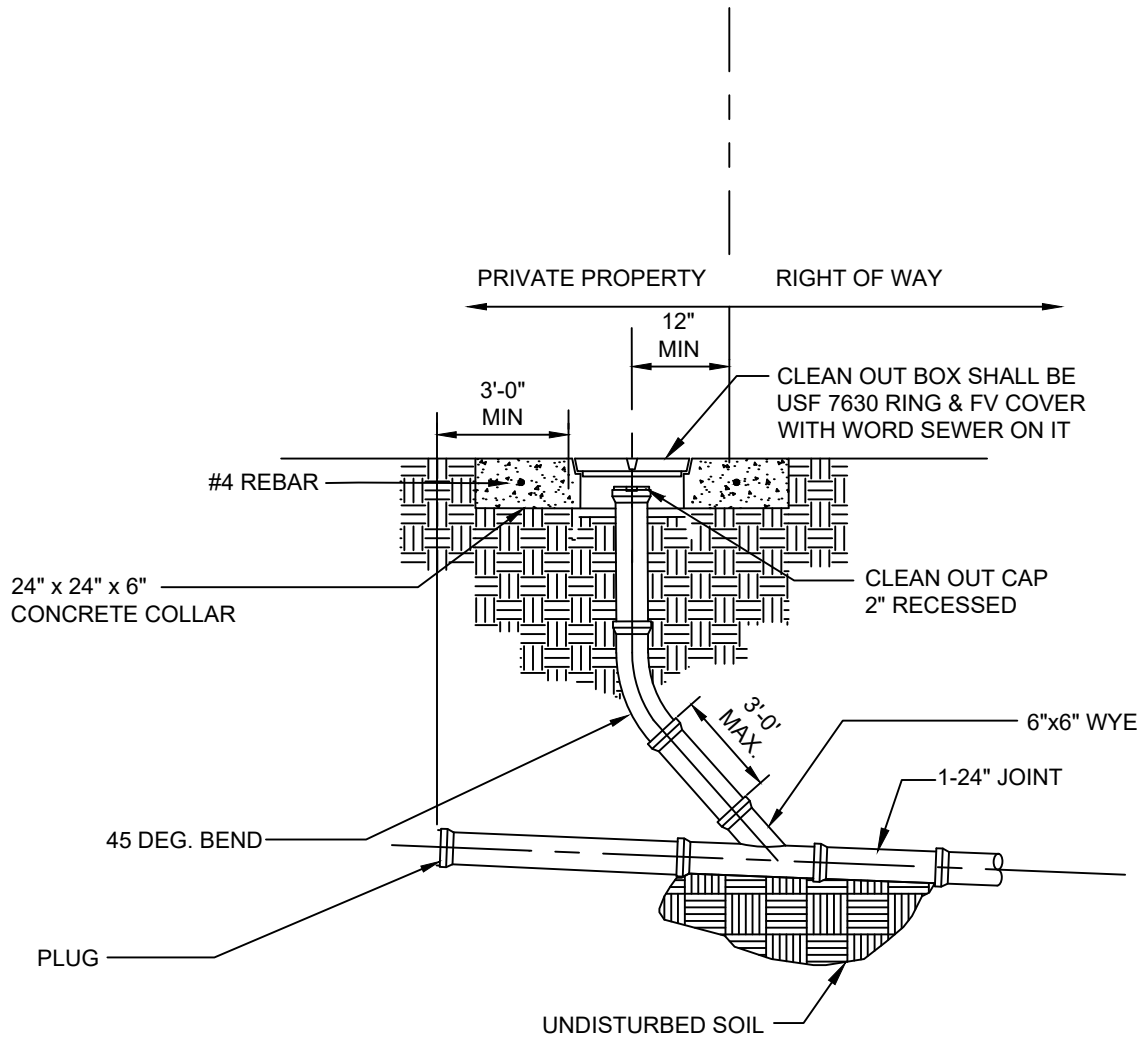 PRIVATE PROPERTY
RIGHT OF WAY
12"
MIN
CLEAN OUT BOX SHALL BE
USF 7630 RING & FV COVER
WITH WORD SEWER ON IT
3'-0"
MIN
#4 REBAR
24" x 24" x 6"
CONCRETE COLLAR
CLEAN OUT CAP
2" RECESSED
3'-0'
MAX.
6"x6" WYE
1-24" JOINT
45 DEG. BEND
PLUG
UNDISTURBED SOIL